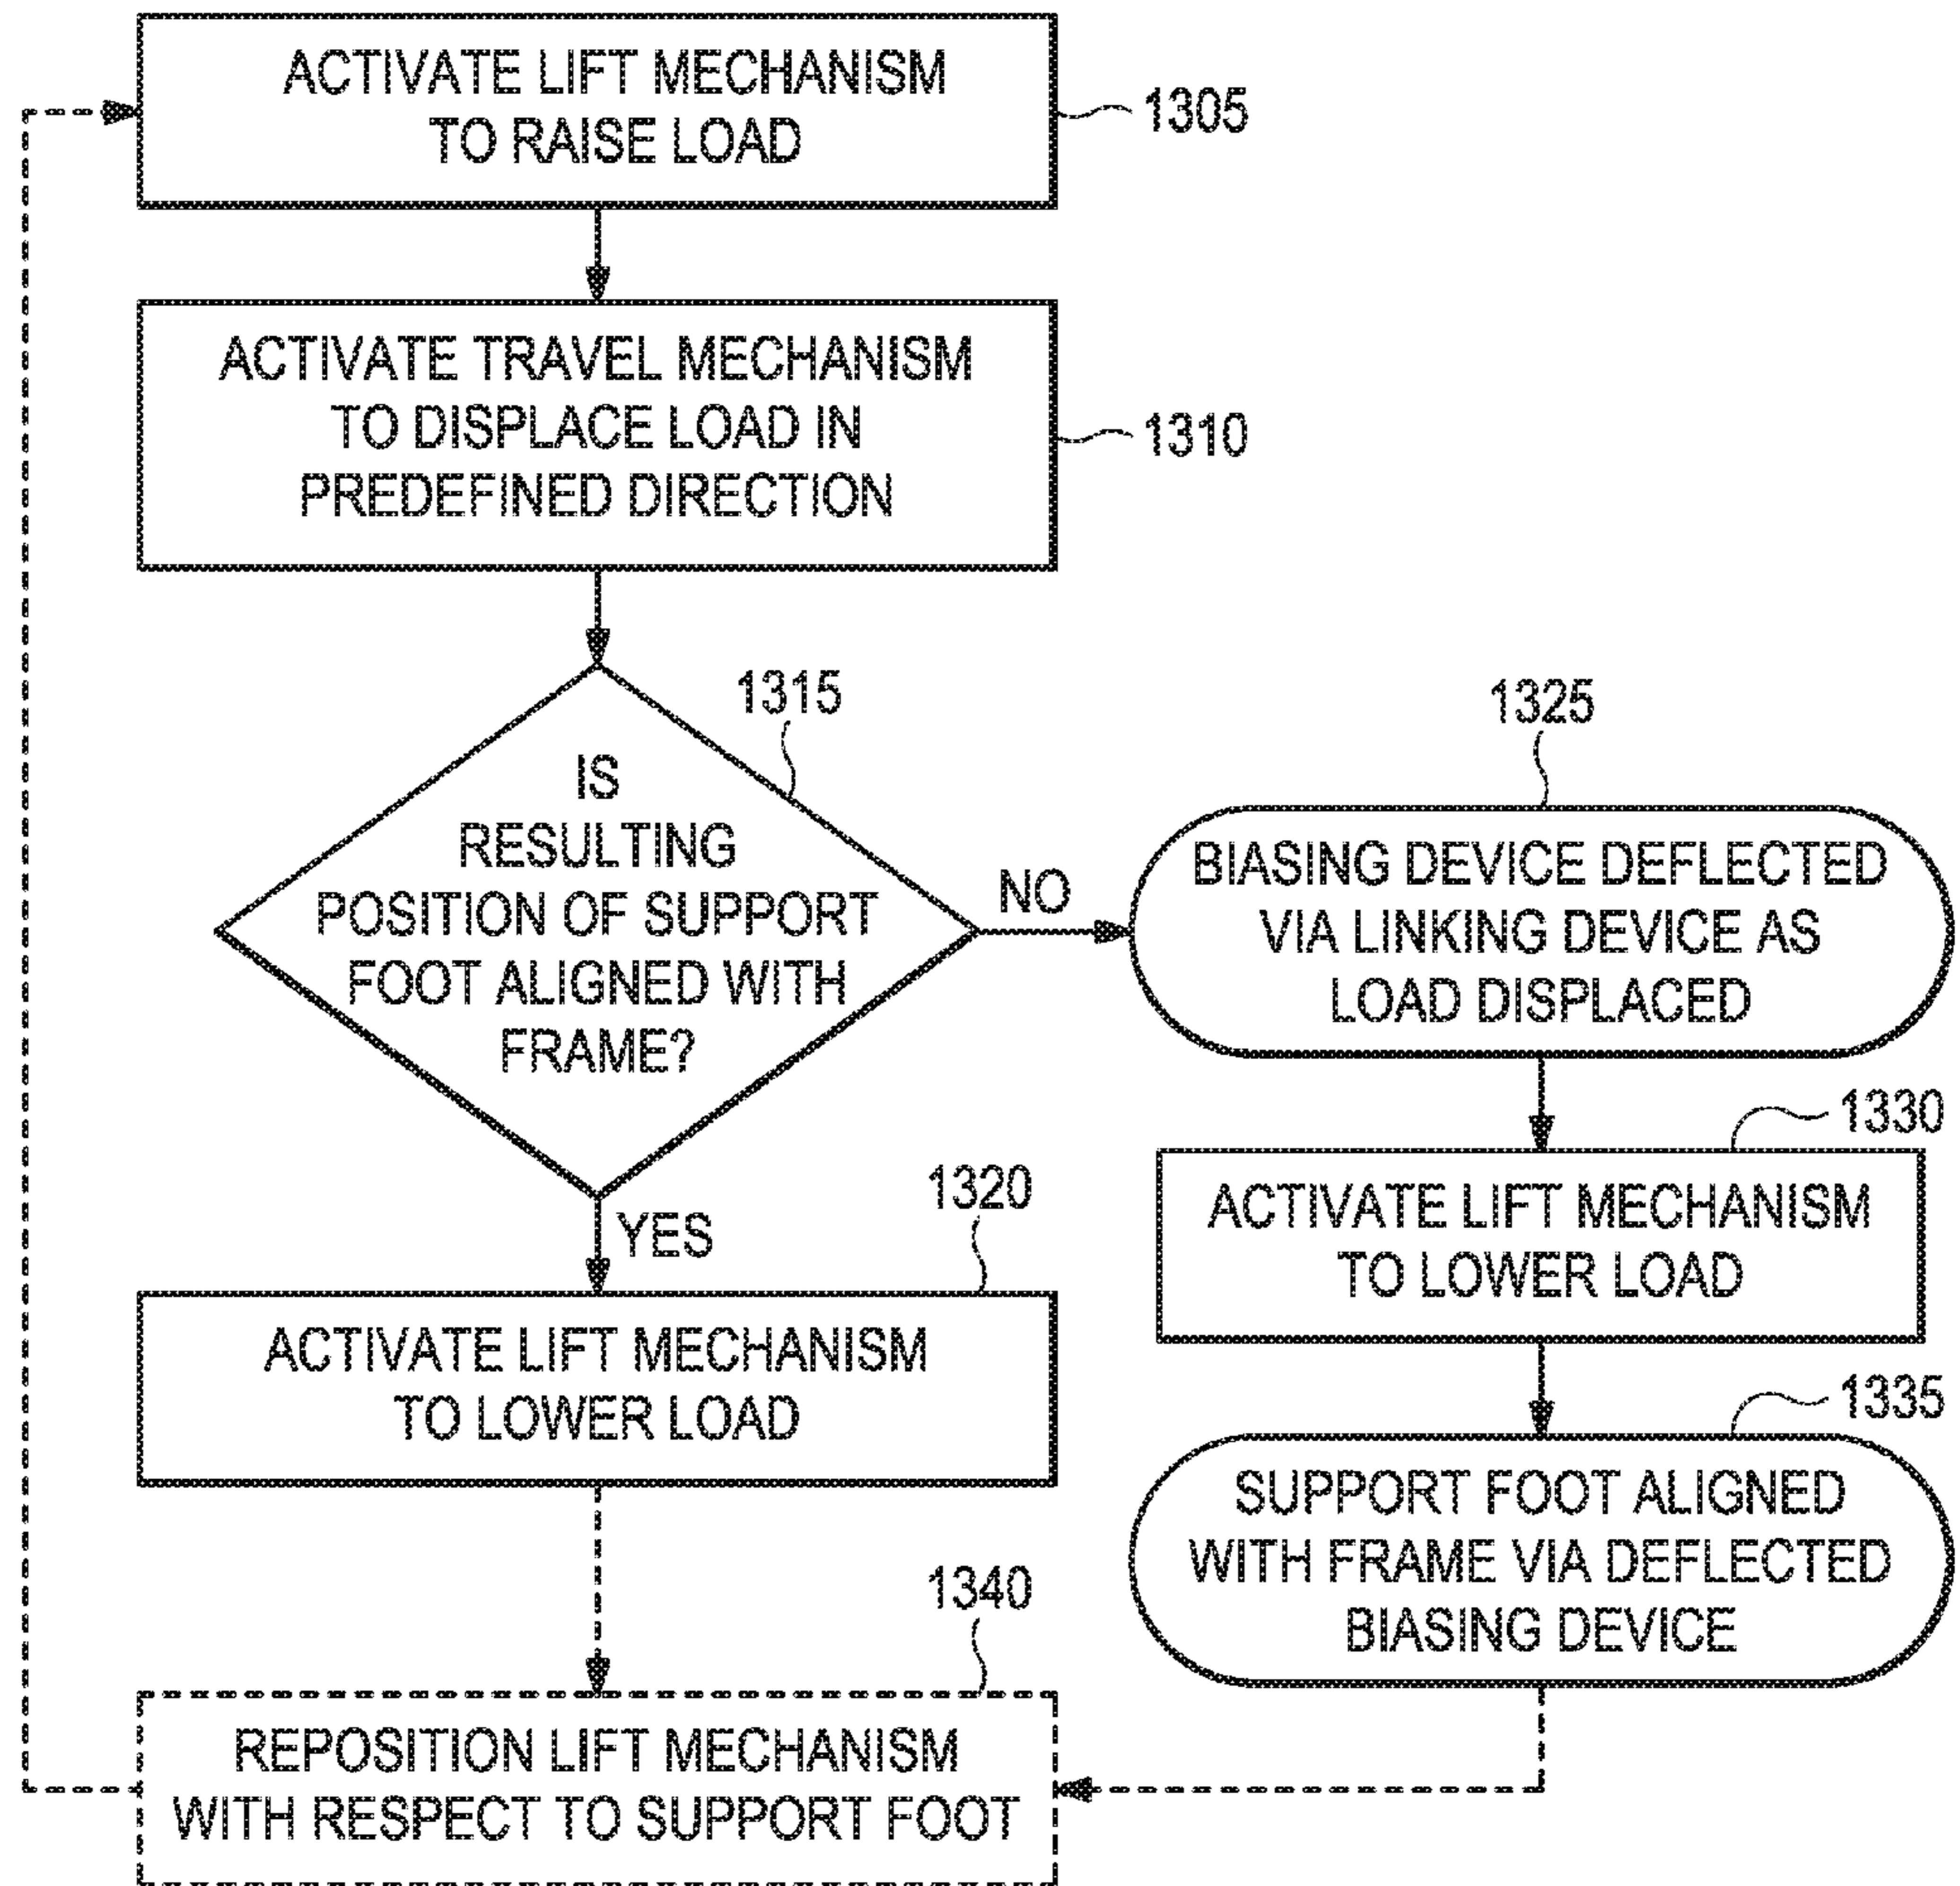 ACTIVATE LIFT MECHANISM
TO RAISE LOAD
1305
ACTIVATE TRAVEL MECHANISM
TO DISPLACE LOAD IN
PREDEFINED DIRECTION
1310
1315
IS
RESULTING
POSITION OF SUPPORT
FOOT ALIGNED WITH
FRAME?
NO
YES
1325
BIASING DEVICE DEFLECTED
VIA LINKING DEVICE AS
LOAD DISPLACED
1330
ACTIVATE LIFT MECHANISM
TO LOWER LOAD
1320
ACTIVATE LIFT MECHANISM
TO LOWER LOAD
1335
SUPPORT FOOT ALIGNED
WITH FRAME VIA DEFLECTED
BIASING DEVICE
1340
REPOSITION LIFT MECHANISM
WITH RESPECT TO SUPPORT FOOT